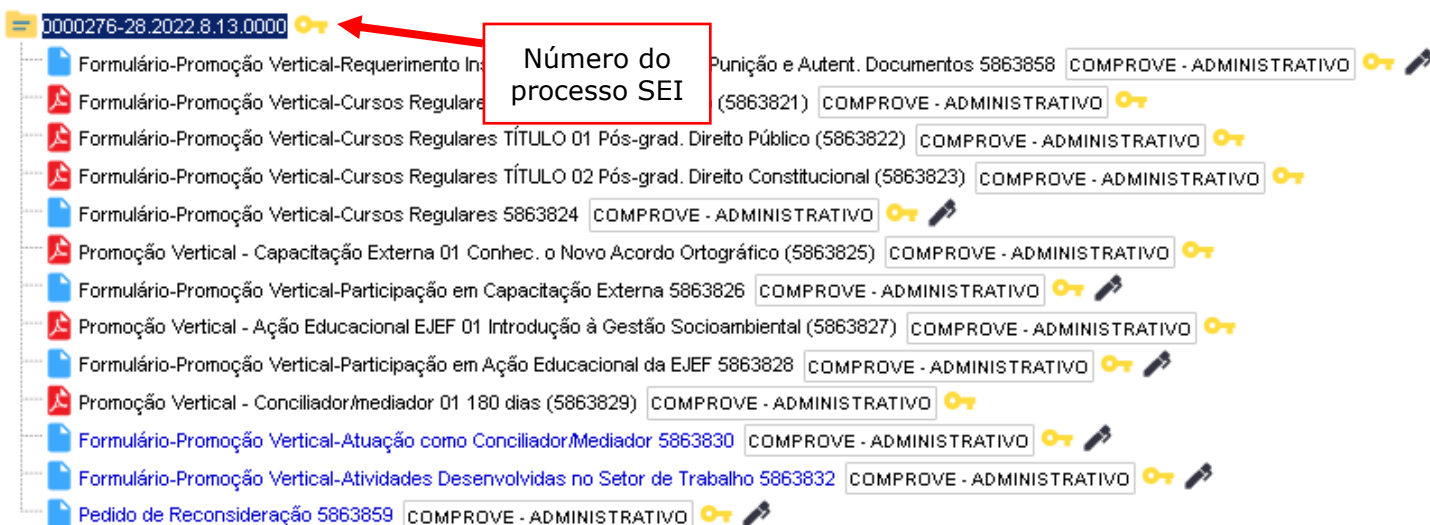 0000276-28.2022.8.13.0000
Número do
processo SEI
Formulário-Promoção Vertical-Requerimento Punição e Autent. Documentos 5863858 COMPROVE - ADMINISTRATIVO
Formulário-Promoção Vertical-Cursos Regulares (5863821) COMPROVE - ADMINISTRATIVO
Formulário-Promoção Vertical-Cursos Regulares TÍTULO 01 Pós-grad. Direito Público (5863822) COMPROVE - ADMINISTRATIVO
Formulário-Promoção Vertical-Cursos Regulares TÍTULO 02 Pós-grad. Direito Constitucional (5863823) COMPROVE - ADMINISTRATIVO
Formulário-Promoção Vertical-Cursos Regulares 5863824 COMPROVE - ADMINISTRATIVO
Promoção Vertical - Capacitação Externa 01 Conhec. o Novo Acordo Ortográfico (5863825) COMPROVE - ADMINISTRATIVO
Formulário-Promoção Vertical-Participação em Capacitação Externa 5863826 COMPROVE - ADMINISTRATIVO
Promoção Vertical - Ação Educacional EJEF 01 Introdução à Gestão Socioambiental (5863827) COMPROVE - ADMINISTRATIVO
Formulário-Promoção Vertical-Participação em Ação Educacional da EJEF 5863828 COMPROVE - ADMINISTRATIVO
Promoção Vertical - Conciliador/mediador 01 180 dias (5863829) COMPROVE - ADMINISTRATIVO
Formulário-Promoção Vertical-Atuação como Conciliador/Mediador 5863830 COMPROVE - ADMINISTRATIVO
Formulário-Promoção Vertical-Atividades Desenvolvidas no Setor de Trabalho 5863832 COMPROVE - ADMINISTRATIVO
Pedido de Reconsideração 5863859 COMPROVE - ADMINISTRATIVO